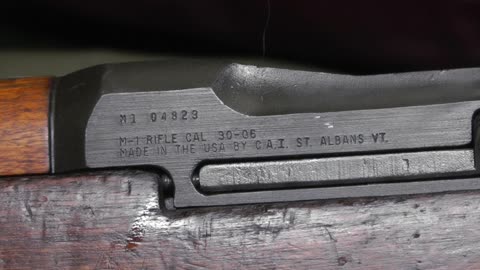 M1 04823
M-1 RIFLE CAL 30-06
MADE IN THE USA BY C.A.I. ST. ALBANS VT.